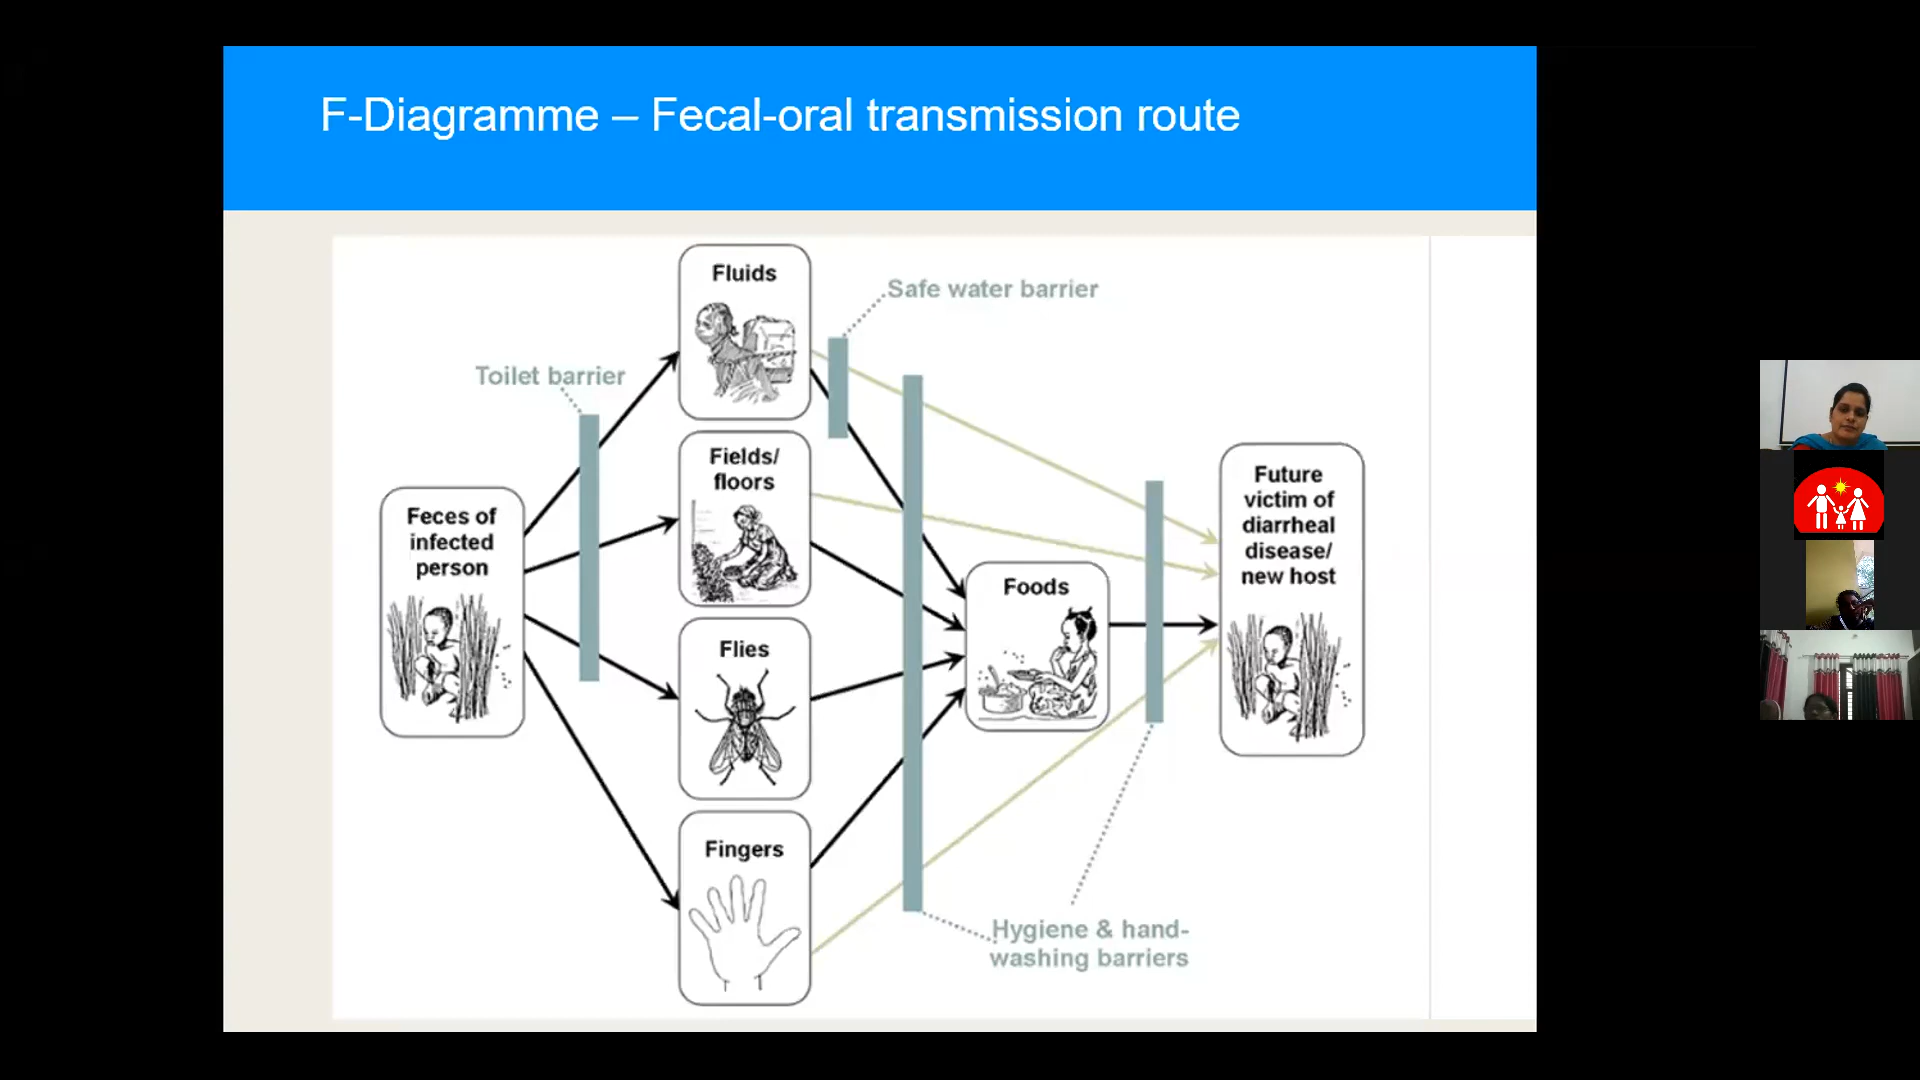 F-Diagramme – Fecal-oral transmission route
Fluids
Safe water barrier
Toilet barrier
Fields/
floors
Feces of
infected
person
Future
victim of
diarrheal
disease/
new host
Foods
Flies
Fingers
Hygiene & hand-
washing barriers